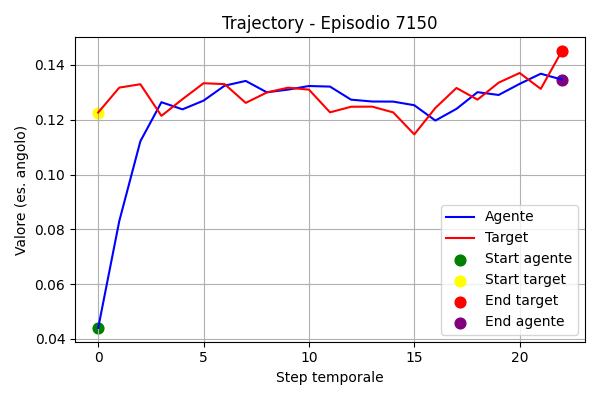 Trajectory - Episodio 7150
Valore (es. angolo)
0.14
0.12
0.10
0.08
0.06
0.04
0
5
10
15
20
Step temporale
Agente
Target
Start agente
Start target
End target
End agente